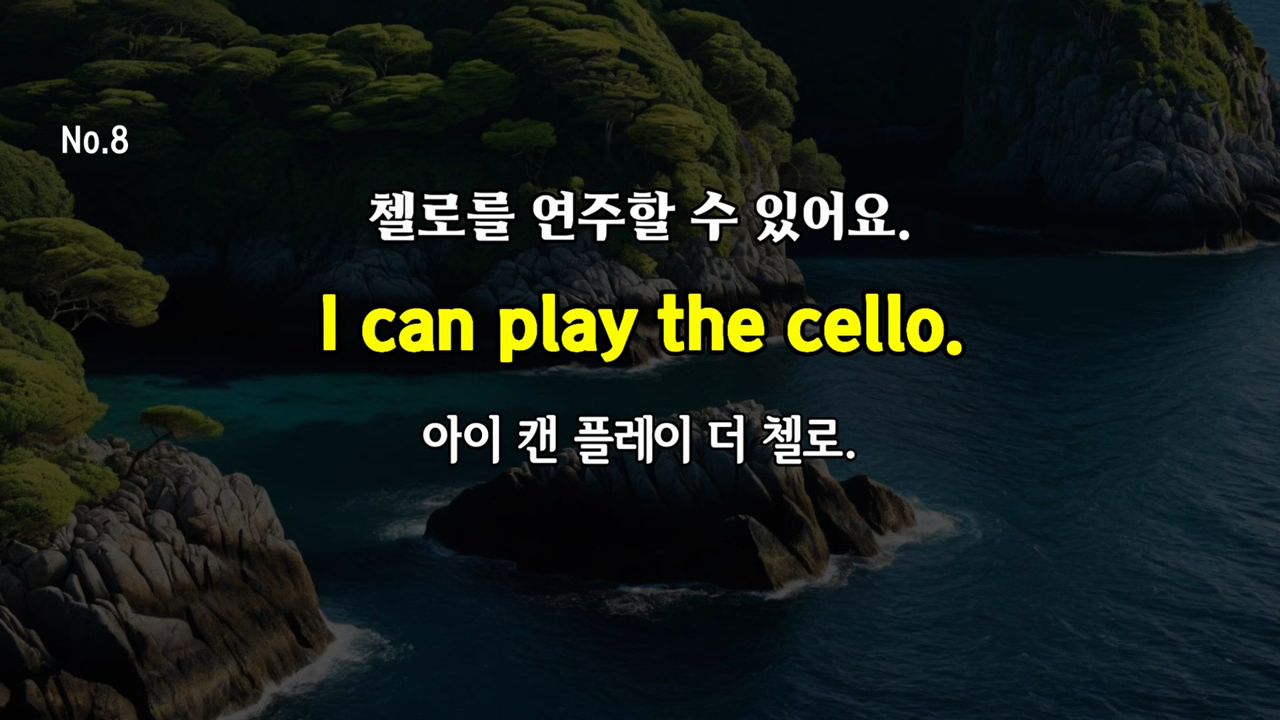 No.8
첼로를 연주할 수 있어요.
I can play the cello.
아이 캔 플레이 더 첼로.